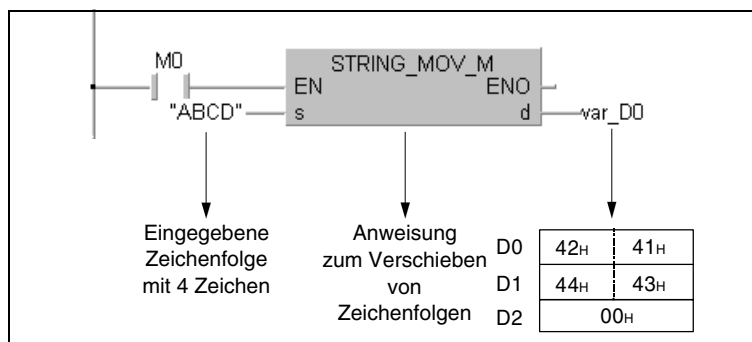 M0
STRING_MOV_M
EN ENO
"ABCD" s d var_D0
Eingegebene
Zeichenfolge
mit 4 Zeichen
Anweisung
zum Verschieben
von
Zeichenfolgen
D0 42H 41H
D1 44H 43H
D2 00H